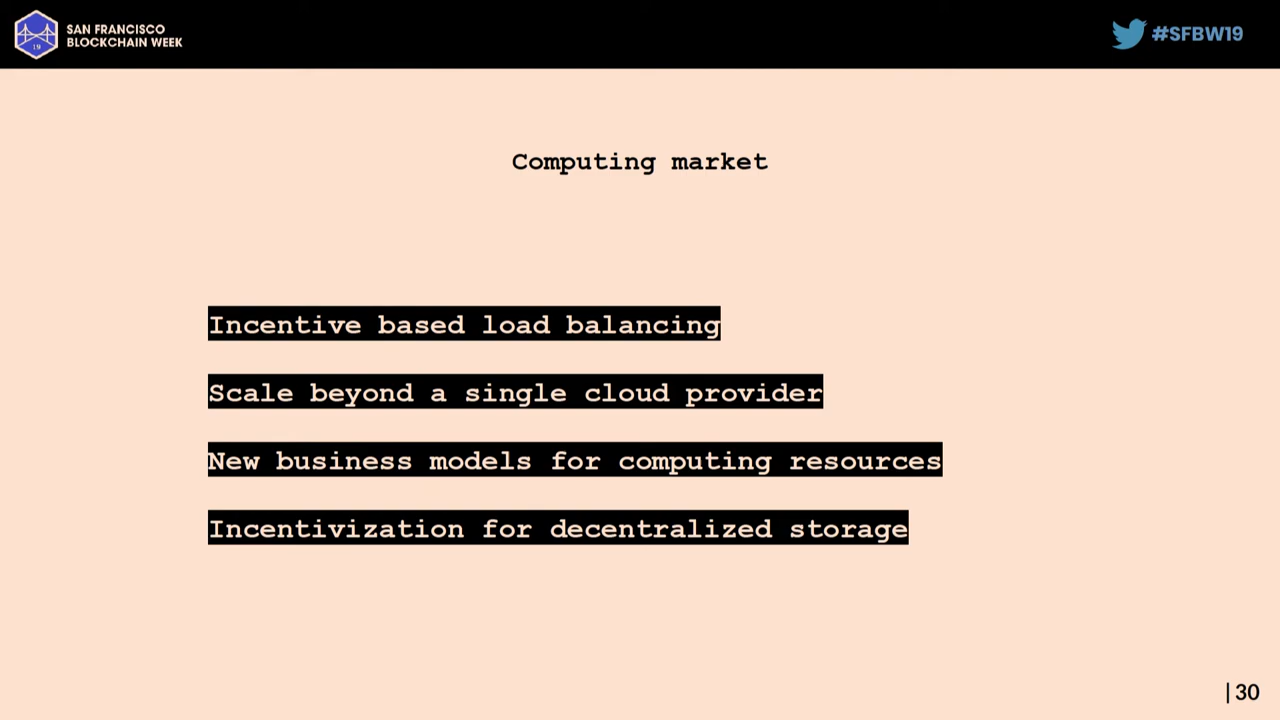 SAN FRANCISCO
BLOCKCHAIN WEEK
19
#SFBW19
Computing market
Incentive based load balancing
Scale beyond a single cloud provider
New business models for computing resources
Incentivization for decentralized storage
|30